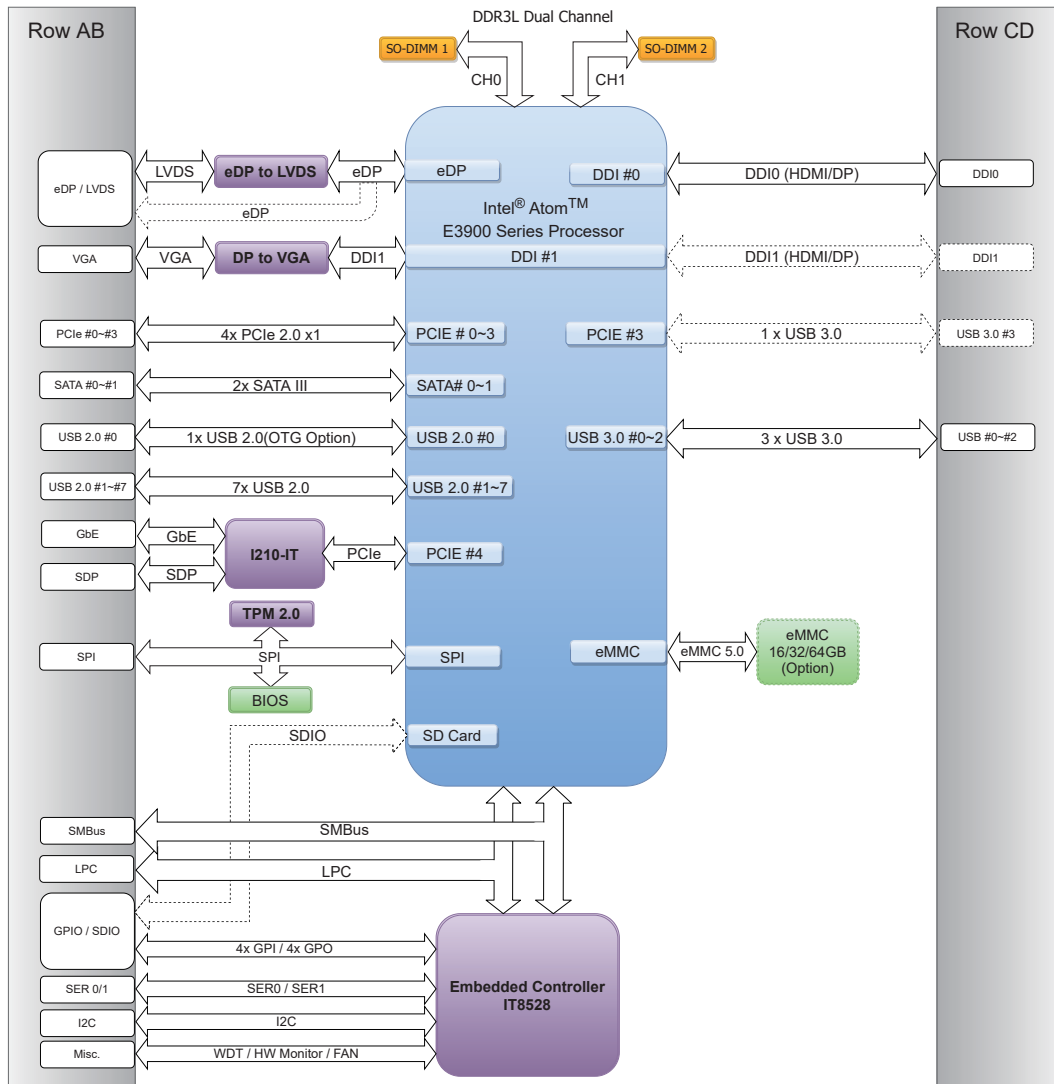 DDR3L Dual Channel
Row AB
Row CD
SO-DIMM 1
SO-DIMM 2
CH0
CH1
eDP / LVDS
LVDS
eDP to LVDS
eDP
eDP
eDP
DDI #0
DDI0 (HDMI/DP)
DDI0
Intel® Atom™
E3900 Series Processor
VGA
VGA
DP to VGA
DDI1
DDI #1
DDI1 (HDMI/DP)
DDI1
PCIe #0~#3
4x PCIe 2.0 x1
PCIE # 0~3
PCIE #3
1 x USB 3.0
USB 3.0 #3
SATA #0~#1
2x SATA III
SATA# 0~1
USB 2.0 #0
1x USB 2.0(OTG Option)
USB 2.0 #0
USB 3.0 #0~2
3 x USB 3.0
USB #0~#2
USB 2.0 #1~#7
7x USB 2.0
USB 2.0 #1~7
GbE
GbE
I210-IT
PCIe
PCIE #4
SDP
SDP
TPM 2.0
SPI
SPI
SPI
BIOS
eMMC
eMMC 5.0
eMMC
16/32/64GB
(Option)
SDIO
SD Card
SMBus
SMBus
LPC
LPC
GPIO / SDIO
4x GPI / 4x GPO
Embedded Controller
IT8528
SER 0/1
SER0 / SER1
I2C
I2C
Misc.
WDT / HW Monitor / FAN